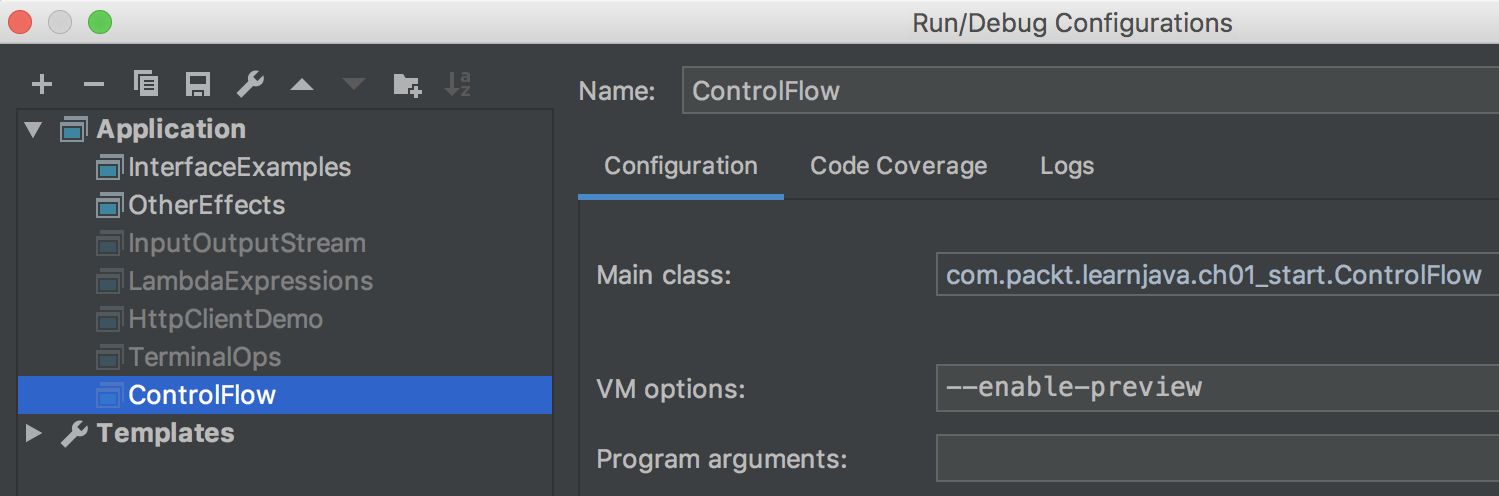 Run/Debug Configurations
Name: ControlFlow
Application
InterfaceExamples
OtherEffects
InputOutputStream
LambdaExpressions
HttpClientDemo
TerminalOps
ControlFlow
Templates
Configuration Code Coverage Logs
Main class: com.packt.learnjava.ch01_start.ControlFlow
VM options: --enable-preview
Program arguments: